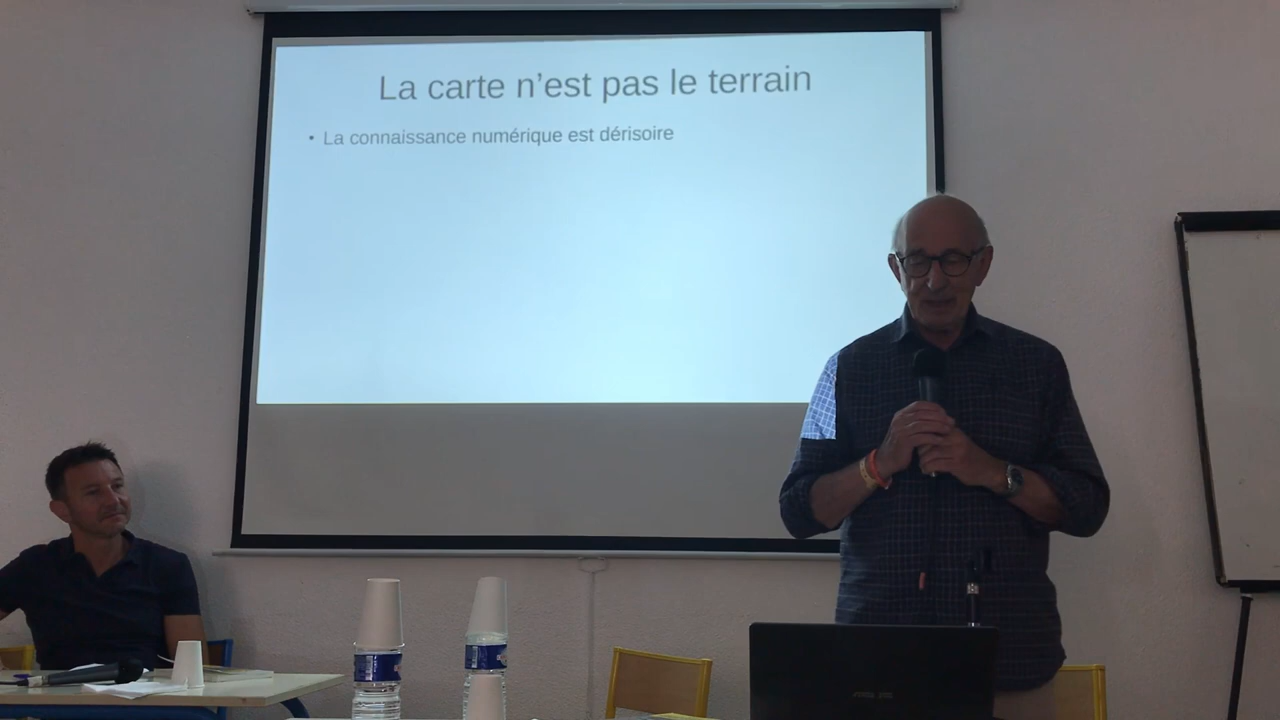 La carte n’est pas le terrain
• La connaissance numérique est dérisoire